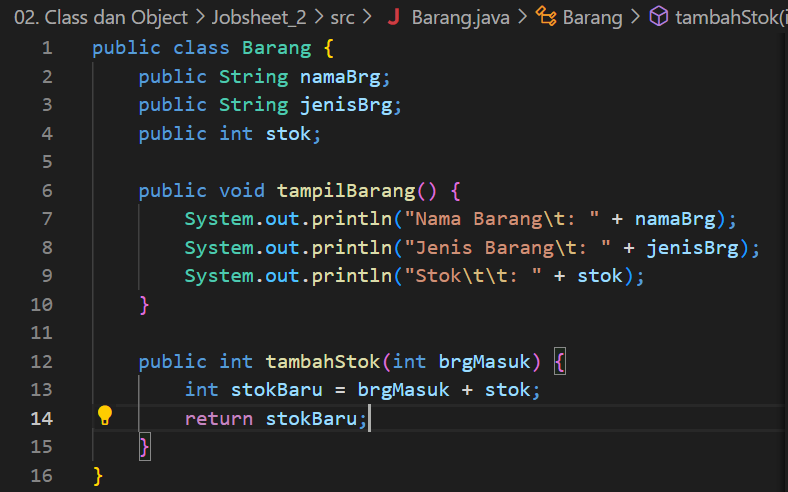 02. Class dan Object > Jobsheet_2 > src > J Barang.java > Barang > tambahStok(i
1 public class Barang {
2     public String namaBrg;
3     public String jenisBrg;
4     public int stok;
5
6     public void tampilBarang() {
7         System.out.println("Nama Barang\t: " + namaBrg);
8         System.out.println("Jenis Barang\t: " + jenisBrg);
9         System.out.println("Stok\t\t: " + stok);
10     }
11
12     public int tambahStok(int brgMasuk) {
13         int stokBaru = brgMasuk + stok;
14         return stokBaru;
15     }
16 }